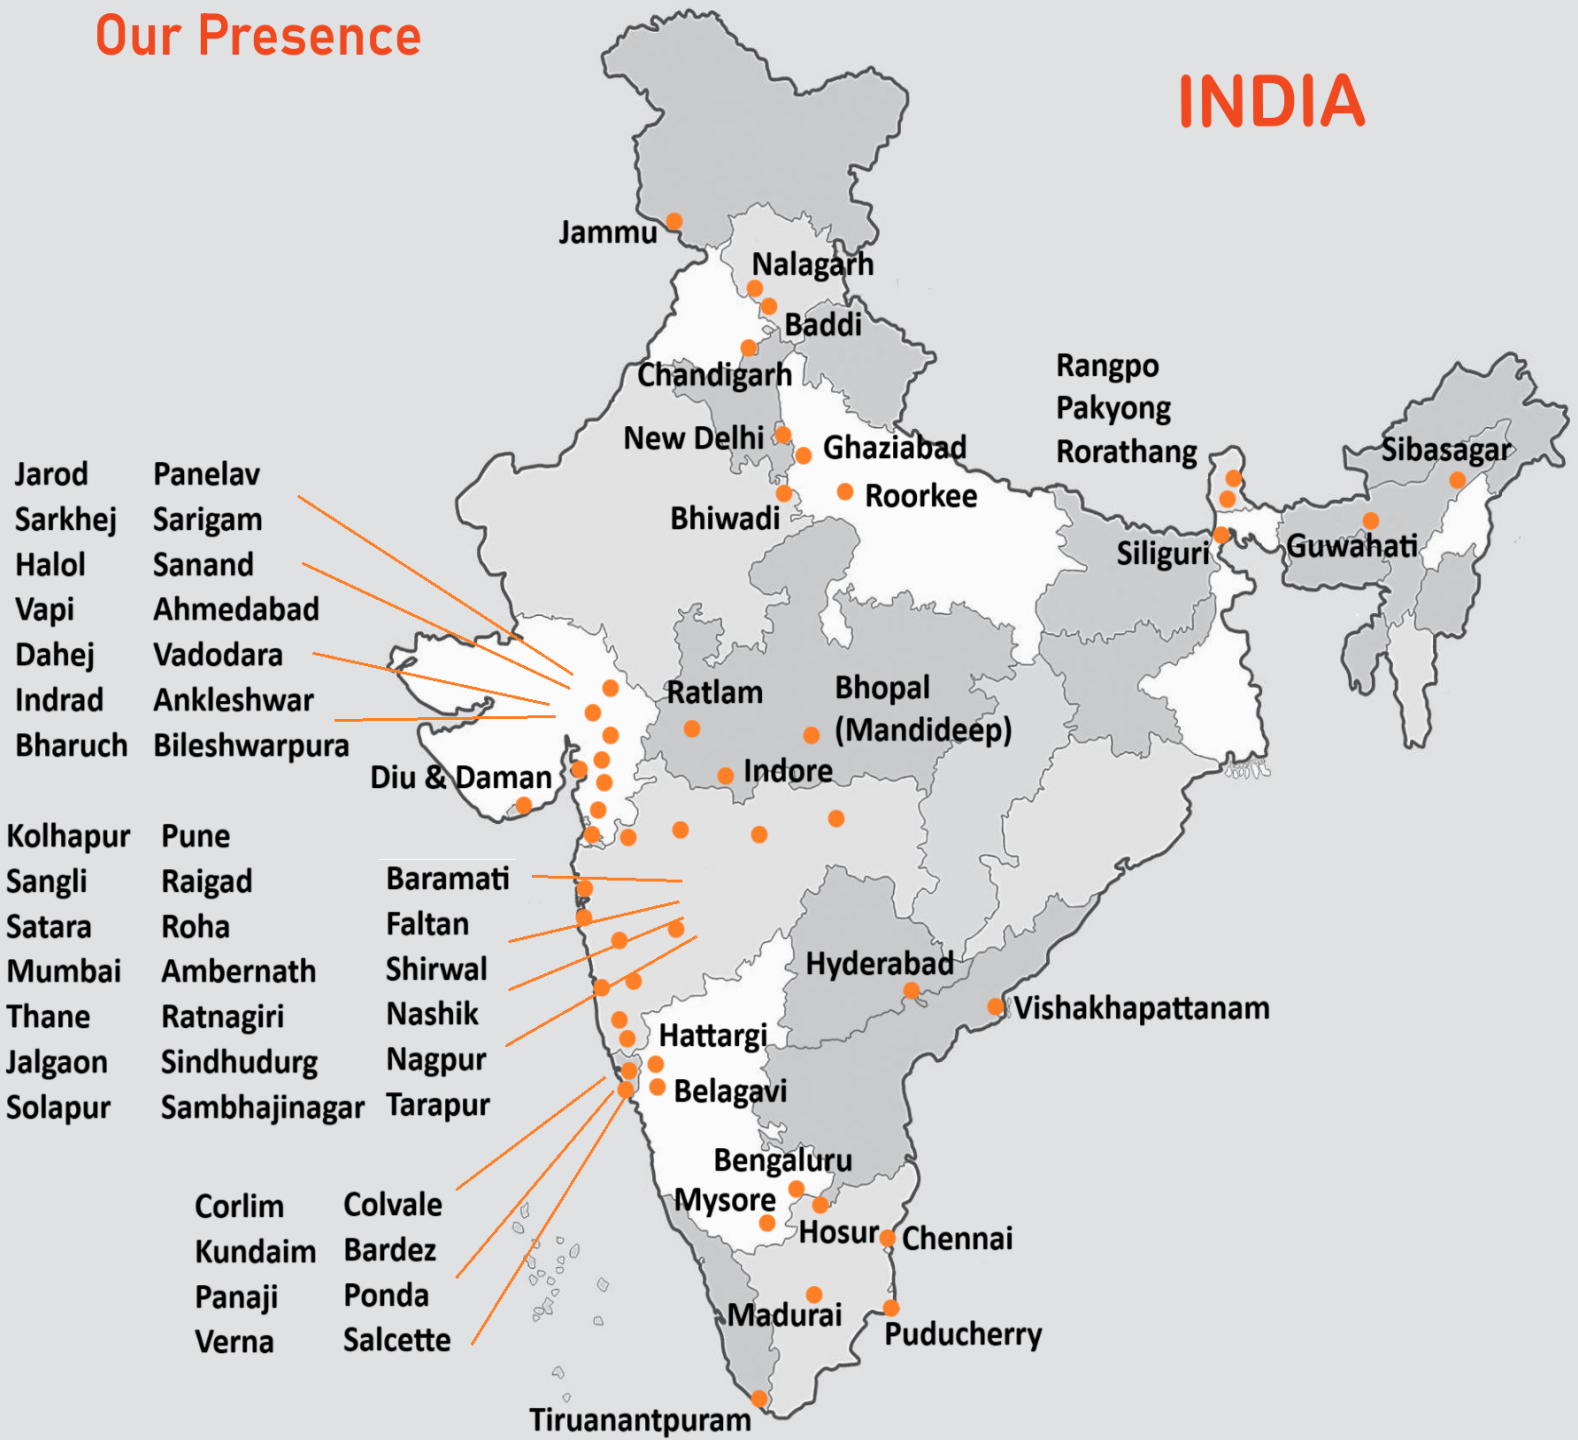 Our Presence
INDIA
Jammu
Nalagarh
Baddi
Chandigarh
New Delhi
Ghaziabad
Roorkee
Bhiwadi
Rangpo
Pakyong
Rorathang
Sibasagar
Siliguri
Guwahati
Jarod Panelav
Sarkhej Sarigam
Halol Sanand
Vapi Ahmedabad
Dahej Vadodara
Indrad Ankleshwar
Bharuch Bileshwarpura
Ratlam
Bhopal
(Mandideep)
Indore
Diu & Daman
Kolhapur Pune
Sangli Raigad
Satara Roha
Mumbai Ambernath
Thane Ratnagiri
Jalgaon Sindhudurg
Solapur Sambhajinagar
Baramati
Faltan
Shirwal
Nashik
Nagpur
Tarapur
Hyderabad
Vishakhapattanam
Hattargi
Belagavi
Bengaluru
Mysore
Hosur
Chennai
Corlim Colvale
Kundaim Bardez
Panaji Ponda
Verna Salcette
Madurai
Puducherry
Tiruanantpuram